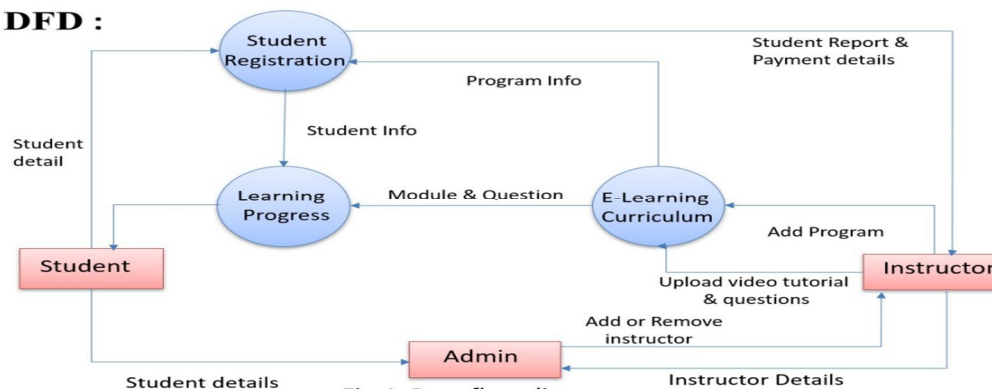 DFD :
Student
Registration
Student Report &
Payment details
Program Info
Student
detail
Student Info
Learning
Progress
Module & Question
E-Learning
Curriculum
Add Program
Student
Instructor
Upload video tutorial
& questions
Add or Remove
instructor
Admin
Student details
Instructor Details